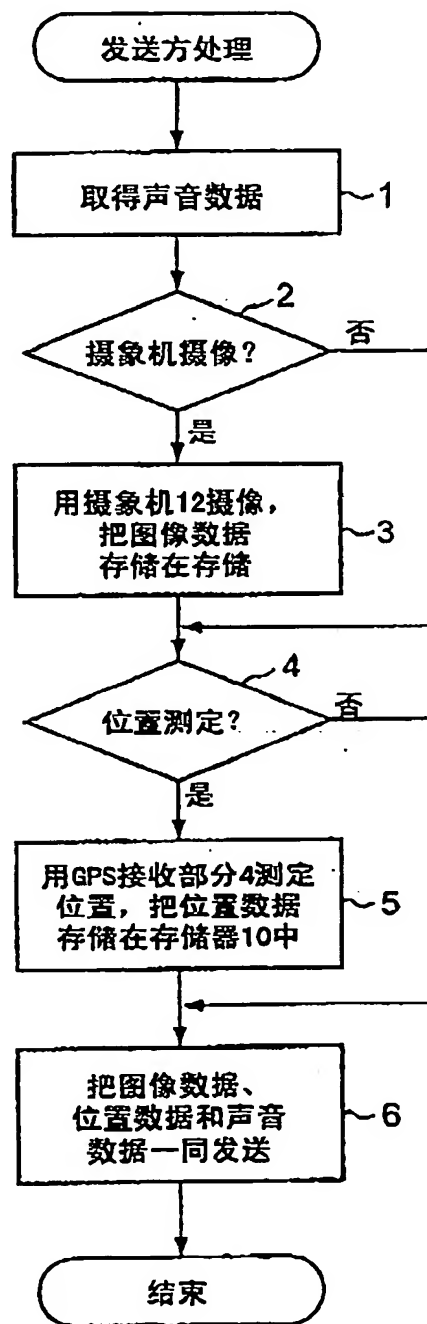 发送方处理
取得声音数据
1
2
摄象机摄像?
否
是
用摄象机12摄像,
把图像数据
存储在存储
3
4
位置测定?
否
是
用GPS接收部分4测定
位置,把位置数据
存储在存储器10中
5
把图像数据、
位置数据和声音
数据一同发送
6
结束